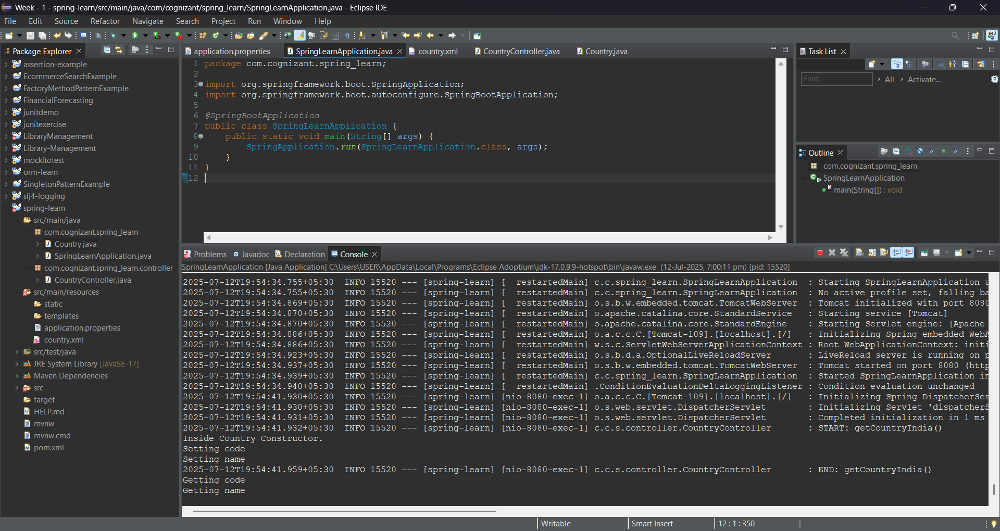 Week - 1 - spring-learn/src/main/java/com/cognizant/spring_learn/SpringLearnApplication.java - Eclipse IDE
File Edit Source Refactor Navigate Search Project Run Window Help
Package Explorer
assertion-example
EcommerceSearchExample
FactoryMethodPatternExample
FinancialForecasting
junitdemo
junitexercise
LibraryManagement
Library-Management
mockitotest
orm-learn
SingletonPatternExample
slj4-logging
spring-learn
src/main/java
com.cognizant.spring_learn
Country.java
SpringLearnApplication.java
com.cognizant.spring_learn.controller
CountryController.java
src/main/resources
static
templates
application.properties
country.xml
src/test/java
JRE System Library [JavaSE-17]
Maven Dependencies
src
target
HELP.md
mvnw
mvnw.cmd
pom.xml
application.properties SpringLearnApplication.java country.xml CountryController.java Country.java
1 package com.cognizant.spring_learn;
2
3 import org.springframework.boot.SpringApplication;
4 import org.springframework.boot.autoconfigure.SpringBootApplication;
5
6 @SpringBootApplication
7 public class SpringLearnApplication {
8 public static void main(String[] args) {
9 SpringApplication.run(SpringLearnApplication.class, args);
10 }
11 }
12
Task List
Find All Activate...
Outline
com.cognizant.spring_learn
SpringLearnApplication
main(String[]) : void
Problems Javadoc Declaration Console
SpringLearnApplication [Java Application] C:\Users\USER\AppData\Local\Programs\Eclipse Adoptium\jdk-17.0.9.9-hotspot\bin\javaw.exe (12-Jul-2025, 7:00:11 pm) [pid: 15520]
2025-07-12T19:54:34.755+05:30 INFO 15520 --- [spring-learn] [ restartedMain] c.c.spring_learn.SpringLearnApplication : Starting SpringLearnApplication u
2025-07-12T19:54:34.755+05:30 INFO 15520 --- [spring-learn] [ restartedMain] c.c.spring_learn.SpringLearnApplication : No active profile set, falling ba
2025-07-12T19:54:34.869+05:30 INFO 15520 --- [spring-learn] [ restartedMain] o.s.b.w.embedded.tomcat.TomcatWebServer : Tomcat initialized with port 8080
2025-07-12T19:54:34.870+05:30 INFO 15520 --- [spring-learn] [ restartedMain] o.apache.catalina.core.StandardService : Starting service [Tomcat]
2025-07-12T19:54:34.870+05:30 INFO 15520 --- [spring-learn] [ restartedMain] o.apache.catalina.core.StandardEngine : Starting Servlet engine: [Apache
2025-07-12T19:54:34.886+05:30 INFO 15520 --- [spring-learn] [ restartedMain] o.a.c.c.C.[Tomcat-109].[localhost].[/] : Initializing Spring embedded WebA
2025-07-12T19:54:34.886+05:30 INFO 15520 --- [spring-learn] [ restartedMain] w.s.c.ServletWebServerApplicationContext : Root WebApplicationContext: initi
2025-07-12T19:54:34.923+05:30 INFO 15520 --- [spring-learn] [ restartedMain] o.s.b.d.a.OptionalLiveReloadServer : LiveReload server is running on p
2025-07-12T19:54:34.937+05:30 INFO 15520 --- [spring-learn] [ restartedMain] o.s.b.w.embedded.tomcat.TomcatWebServer : Tomcat started on port 8080 (http
2025-07-12T19:54:34.939+05:30 INFO 15520 --- [spring-learn] [ restartedMain] c.c.spring_learn.SpringLearnApplication : Started SpringLearnApplication in
2025-07-12T19:54:34.940+05:30 INFO 15520 --- [spring-learn] [ restartedMain] .ConditionEvaluationDeltaLoggingListener : Condition evaluation unchanged
2025-07-12T19:54:41.930+05:30 INFO 15520 --- [spring-learn] [nio-8080-exec-1] o.a.c.c.C.[Tomcat-109].[localhost].[/] : Initializing Spring DispatcherSer
2025-07-12T19:54:41.930+05:30 INFO 15520 --- [spring-learn] [nio-8080-exec-1] o.s.web.servlet.DispatcherServlet : Initializing Servlet 'dispatcherS
2025-07-12T19:54:41.931+05:30 INFO 15520 --- [spring-learn] [nio-8080-exec-1] o.s.web.servlet.DispatcherServlet : Completed initialization in 1 ms
2025-07-12T19:54:41.932+05:30 INFO 15520 --- [spring-learn] [nio-8080-exec-1] c.c.s.controller.CountryController : START: getCountryIndia()
Inside Country Constructor.
Setting code
Setting name
2025-07-12T19:54:41.959+05:30 INFO 15520 --- [spring-learn] [nio-8080-exec-1] c.c.s.controller.CountryController : END: getCountryIndia()
Getting code
Getting name
Writable Smart Insert 12 : 1 : 350